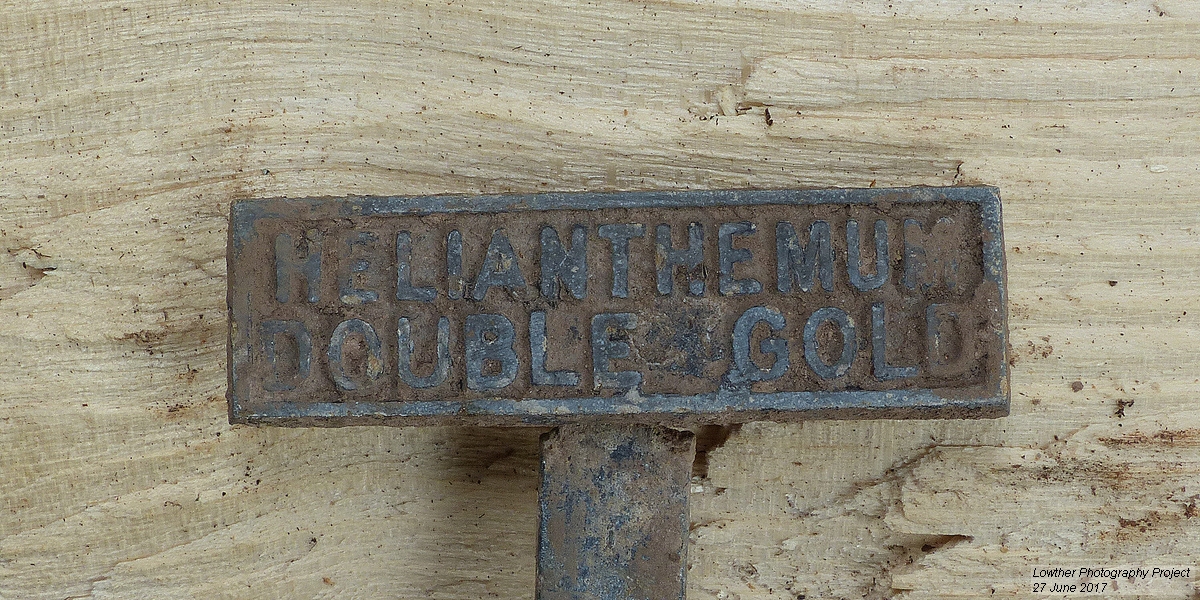 HELIANTHEMUM
DOUBLE GOLD
Lowther Photography Project
27 June 2017